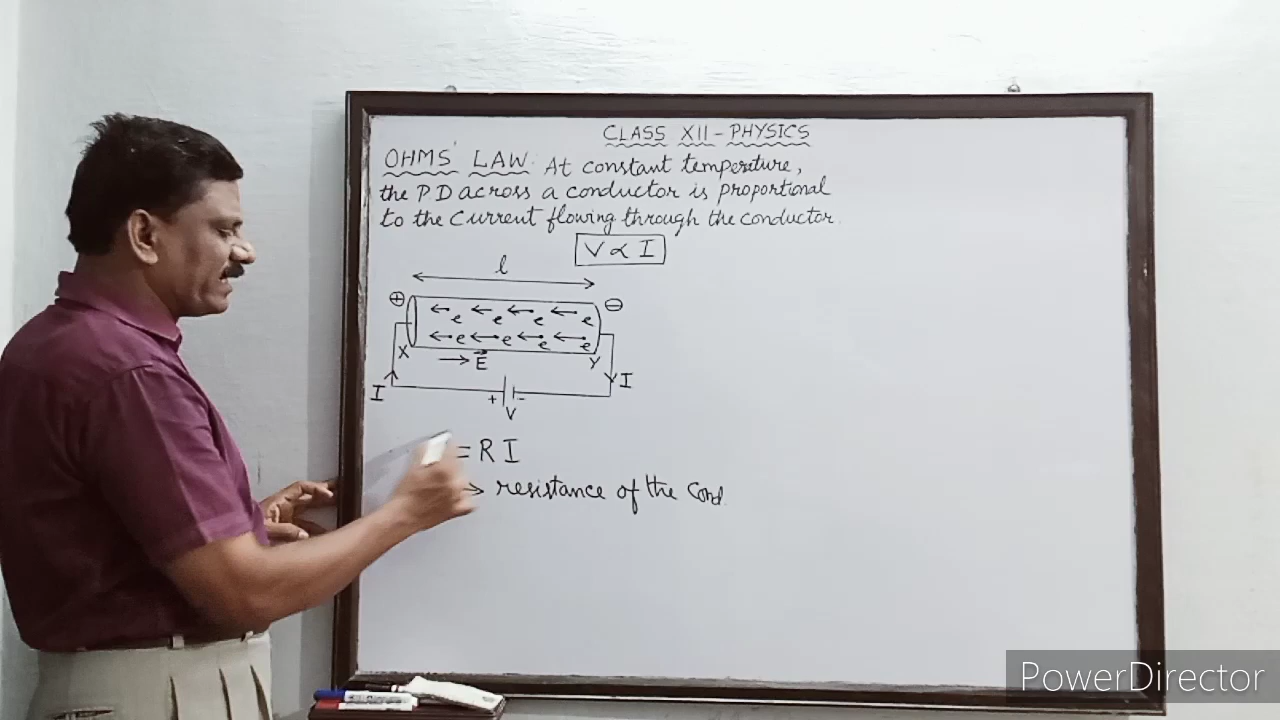 CLASS XII - PHYSICS
OHMS' LAW: At constant temperature,
the PD across a conductor is proportional
to the current flowing through the conductor.
V ∝ I
l
⊕ ⊖
e e e e
e e e e
X E⃗ Y
I I
+ -
V
= R I
→ resistance of the Cond.
PowerDirector